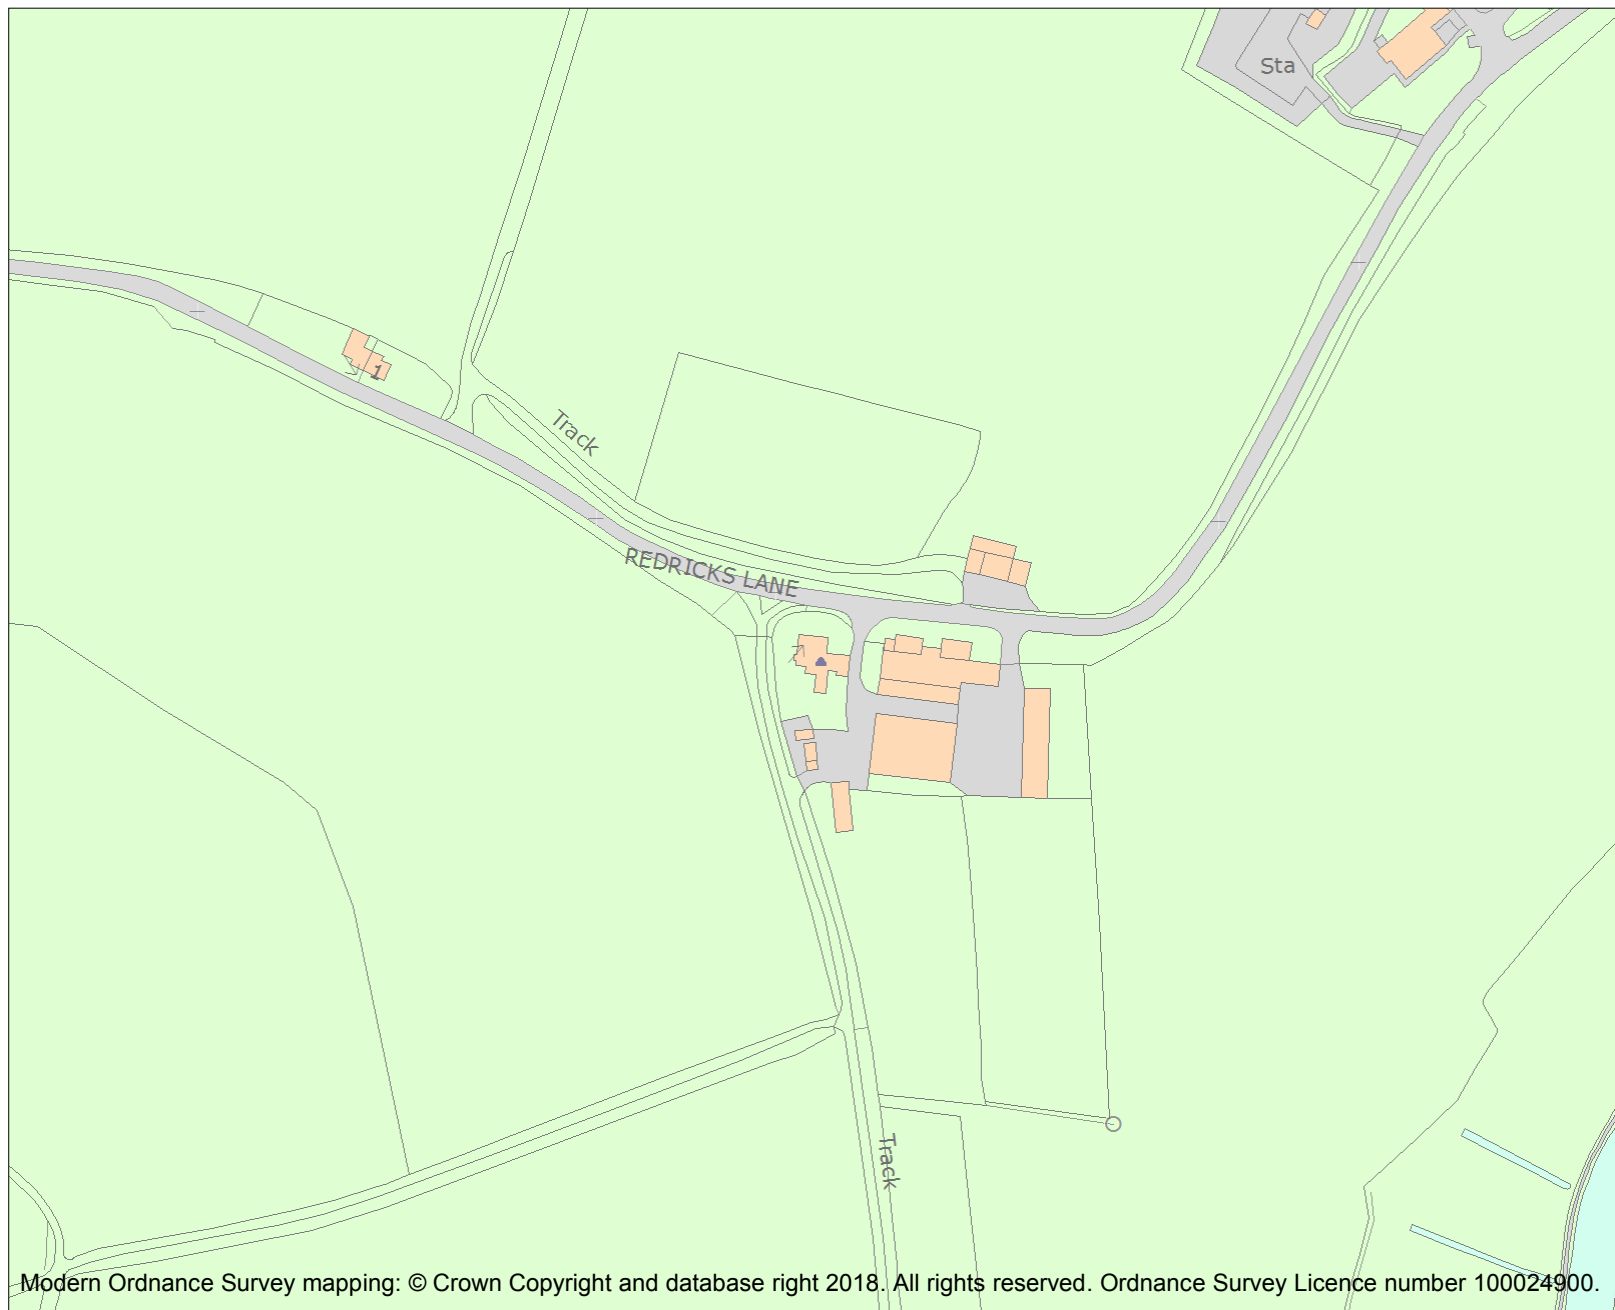 Sta
1
Track
REDRICKS LANE
Track
Modern Ordnance Survey mapping: © Crown Copyright and database right 2018. All rights reserved. Ordnance Survey Licence number 100024900.